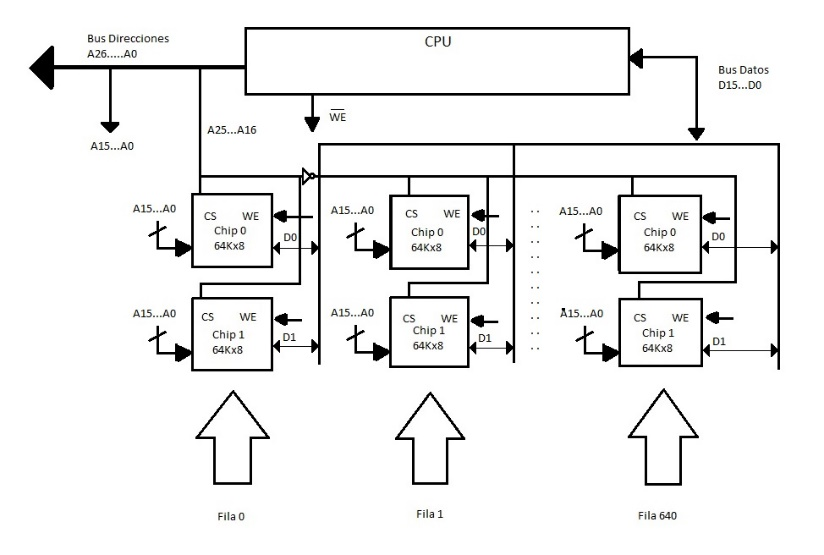 CPU
Bus Direcciones
A26.....A0
Bus Datos
D15...D0
WE
A25...A16
A15...A0
A15...A0
CS WE
Chip 0
64Kx8
D0
A15...A0
CS WE
Chip 0
64Kx8
D0
A15...A0
CS WE
Chip 0
64Kx8
D0
A15...A0
CS WE
Chip 1
64Kx8
D1
A15...A0
CS WE
Chip 1
64Kx8
D1
A15...A0
CS WE
Chip 1
64Kx8
D1
Fila 0
Fila 1
Fila 640